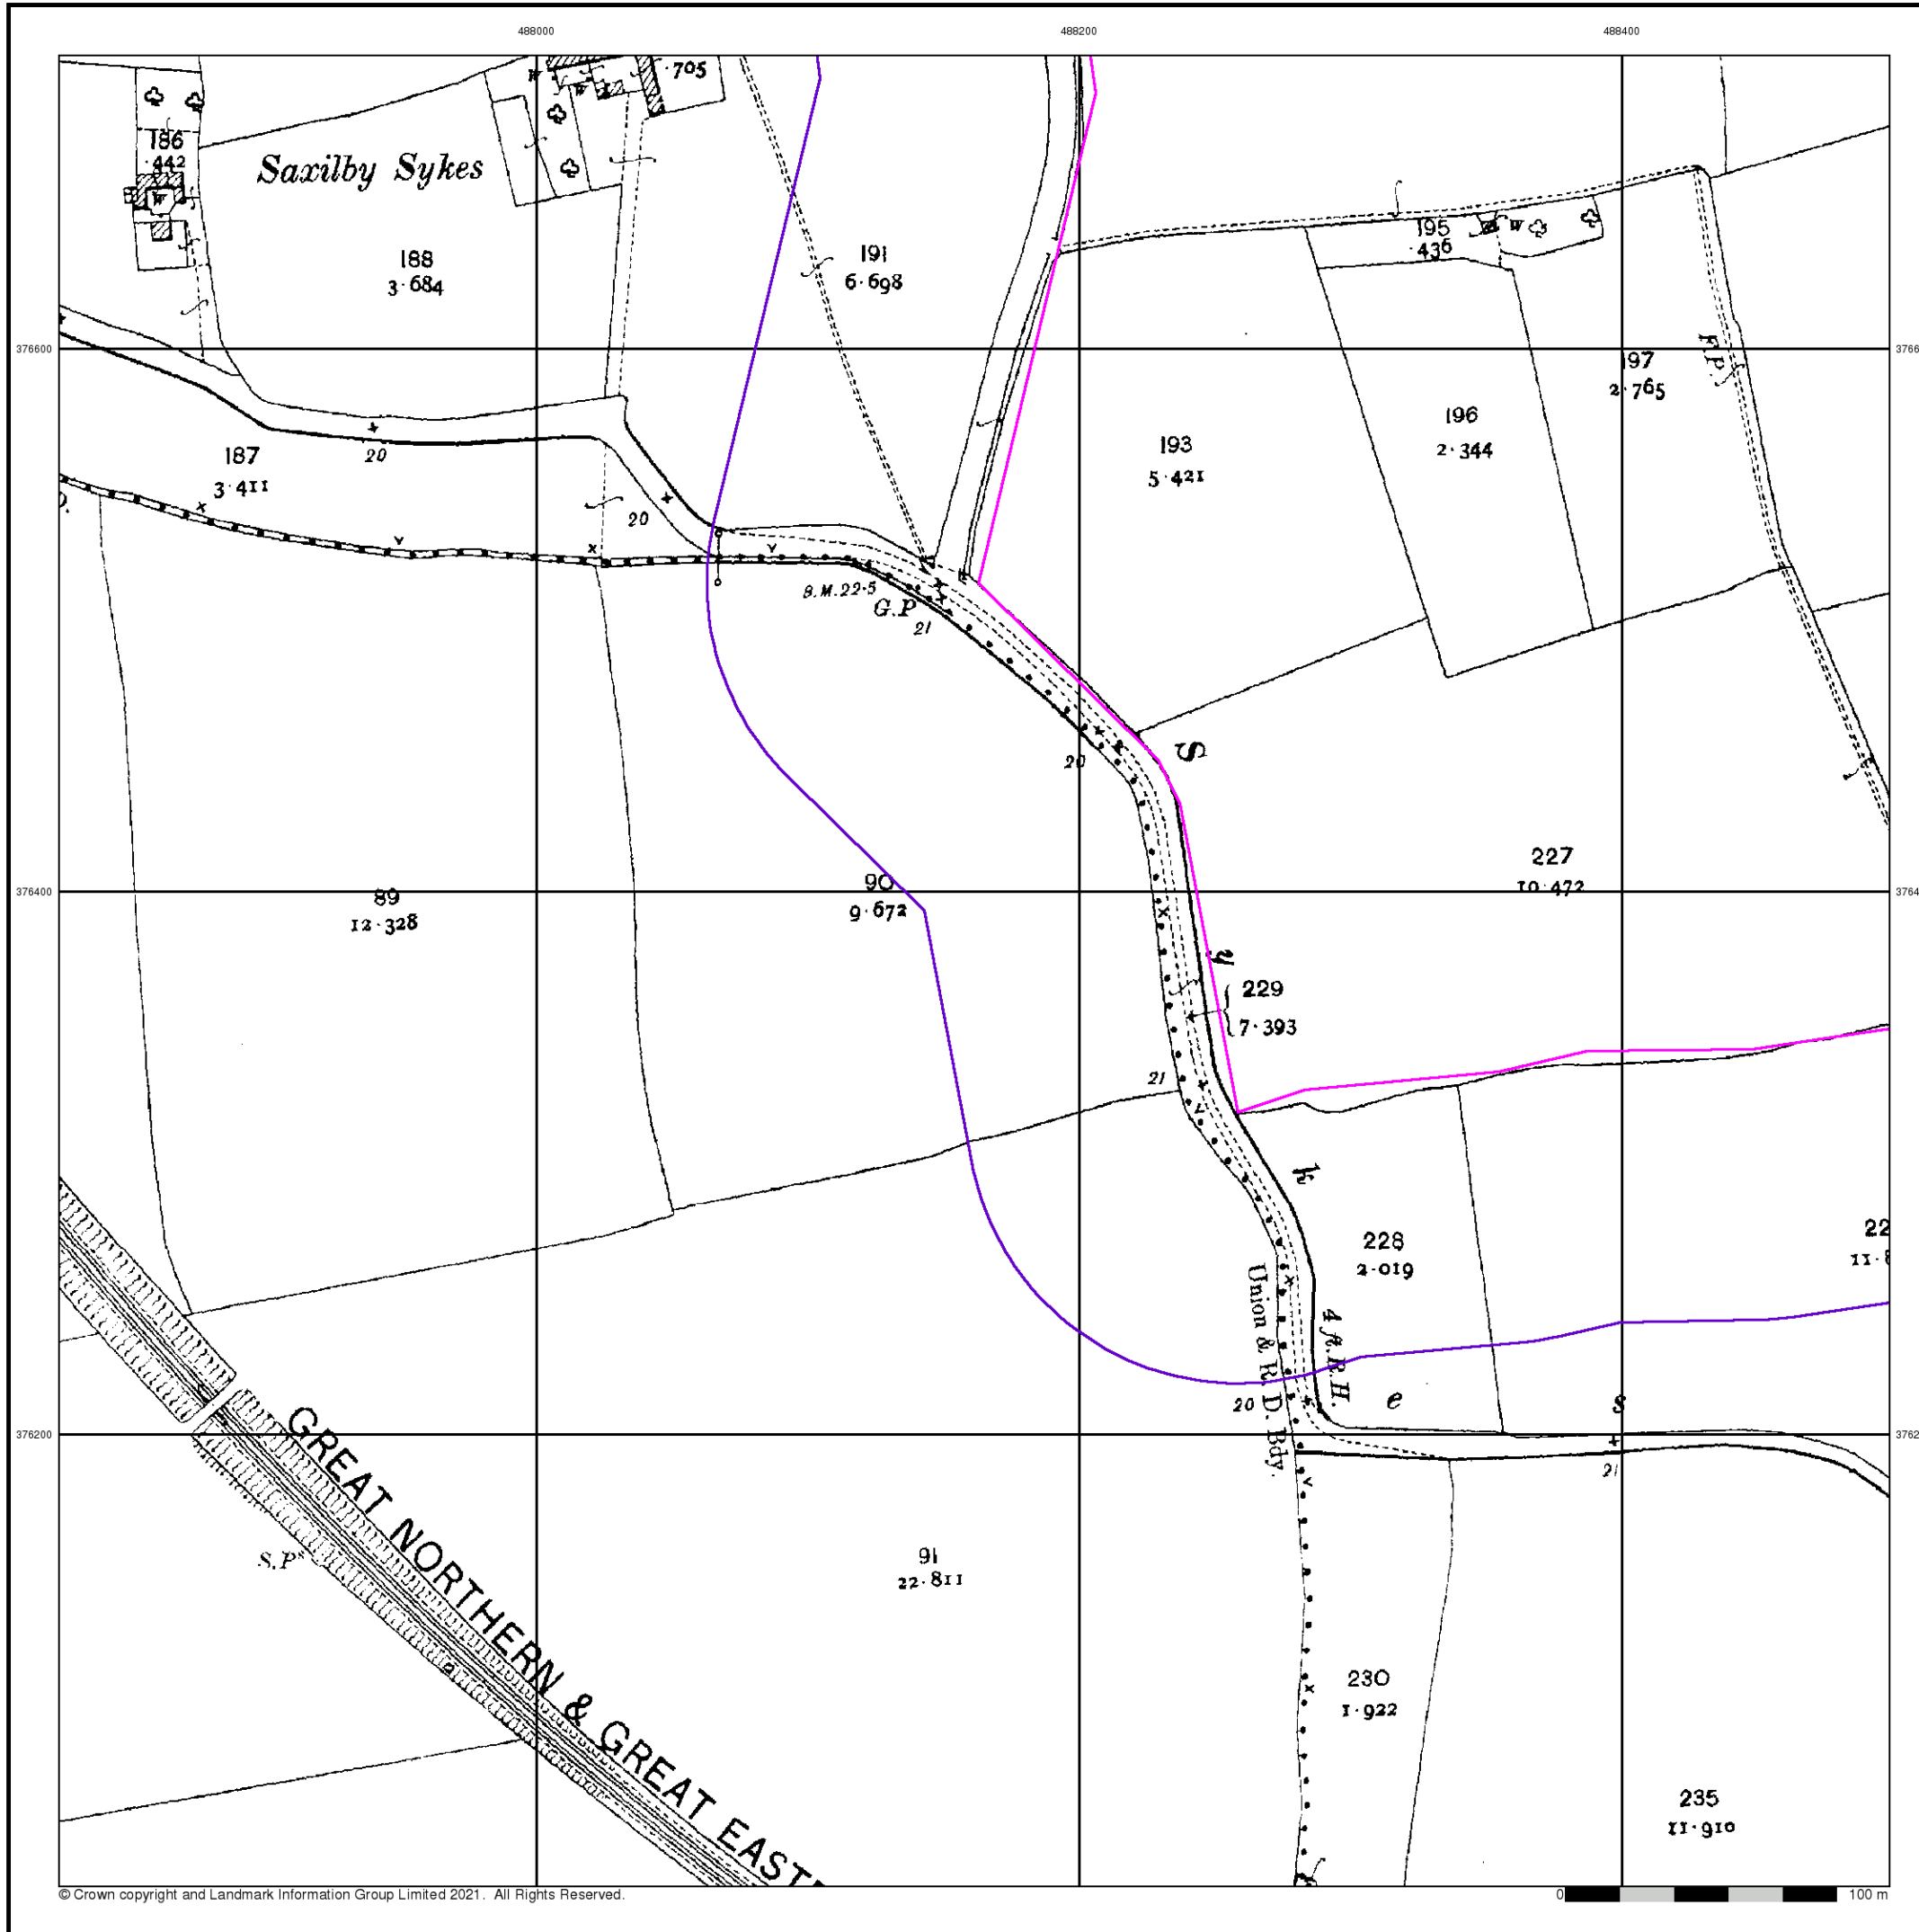 488000 488200 488400
W
W
·705
186
·442
W
Saxilby Sykes
188
3·684
191
6·698
195
·436
W
376600
F.P.
197
2·765
196
2·344
193
5·421
187
3·411
20
20
B.M.22·5
G.P
21
20
S
227
10·472
90
9·672
89
12·328
y
229
7·393
21
k
228
2·019
Union & R.D. Bdy.
4 ft. R.H.
20
e
s
376200
21
GREAT NORTHERN & GREAT EAST
S.Ps
91
22·811
230
1·922
235
11·910
© Crown copyright and Landmark Information Group Limited 2021. All Rights Reserved.
0 100 m
376400